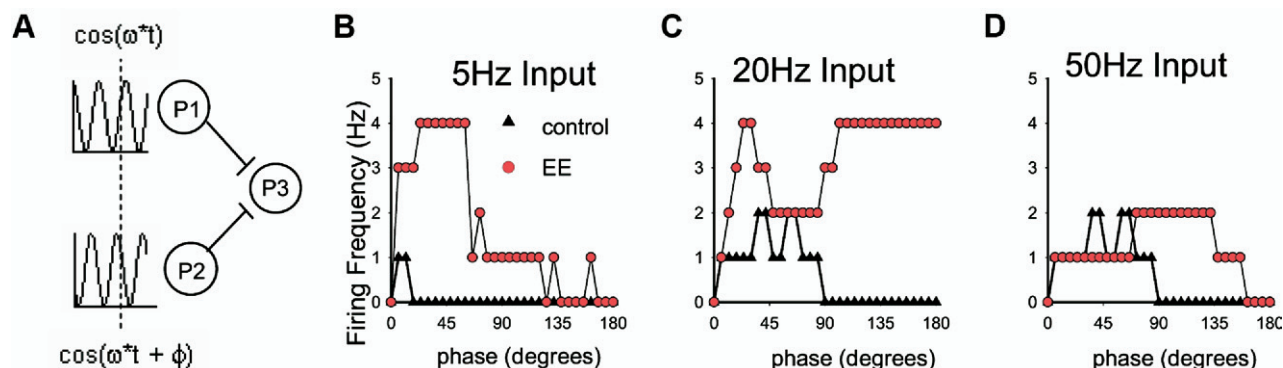 A
cos(ω*t)
P1
P2
P3
cos(ω*t + ϕ)
B
5Hz Input
Firing Frequency (Hz)
5
4
3
2
1
0
control
EE
0 45 90 135 180
phase (degrees)
C
20Hz Input
5
4
3
2
1
0
0 45 90 135 180
phase (degrees)
D
50Hz Input
5
4
3
2
1
0
0 45 90 135 180
phase (degrees)